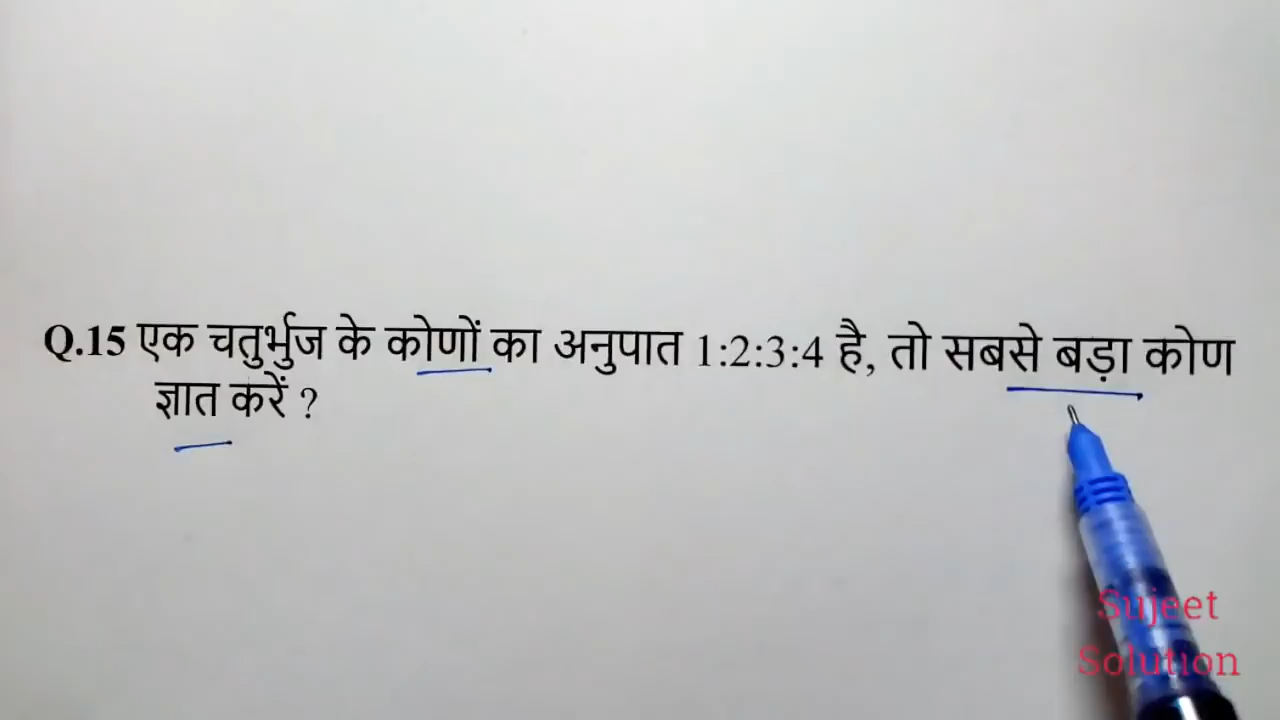 Q.15 एक चतुर्भुज के कोणों का अनुपात 1:2:3:4 है, तो सबसे बड़ा कोण
ज्ञात करें ?
Sujeet
Solution